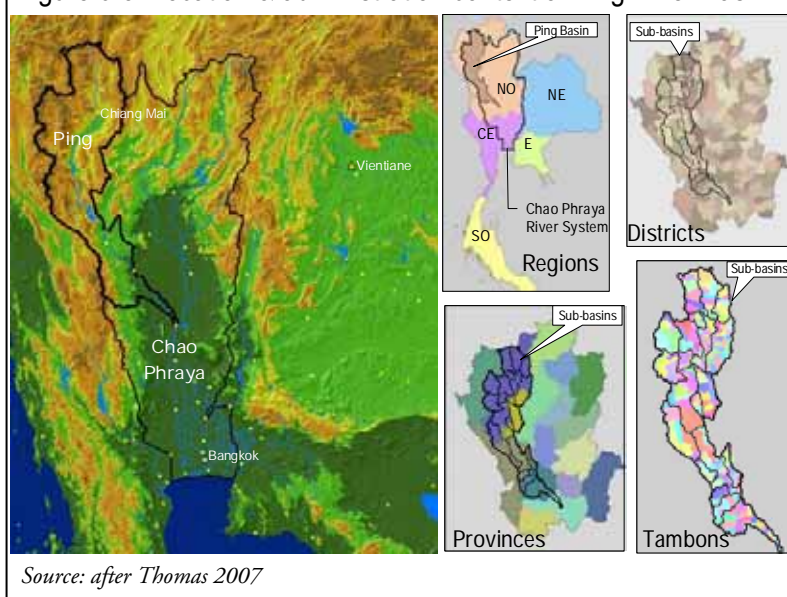 Chiang Mai
Ping
Vientiane
Chao
Phraya
Bangkok
Ping Basin
NO
NE
CE
E
Chao Phraya
River System
SO
Regions
Sub-basins
Districts
Sub-basins
Provinces
Sub-basins
Tambons
Source: after Thomas 2007